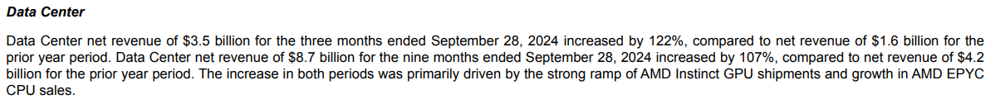 Data Center
Data Center net revenue of $3.5 billion for the three months ended September 28, 2024 increased by 122%, compared to net revenue of $1.6 billion for the
prior year period. Data Center net revenue of $8.7 billion for the nine months ended September 28, 2024 increased by 107%, compared to net revenue of $4.2
billion for the prior year period. The increase in both periods was primarily driven by the strong ramp of AMD Instinct GPU shipments and growth in AMD EPYC
CPU sales.